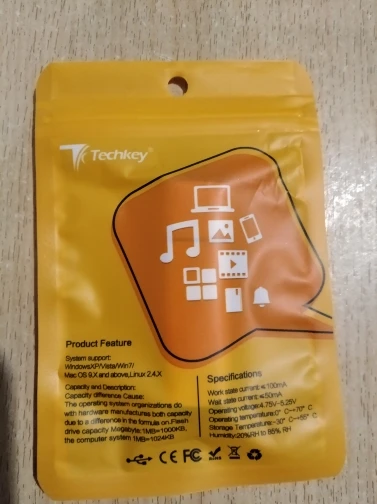 Techkey
Product Feature
System support:
WindowsXP/Vista/Win7/
Mac OS 9.X and above,Linux 2.4.X
Capacity and Description:
Capacity difference Cause:
The operating system organizations do
with hardware manufactures both capacity
due to a difference in the formula on.Flash
drive capacity Megabyte 1MB=1000KB.
the computer system 1MB=1024KB
Specifications
Work state current:≤100mA
Wait state current:≤50mA
Operating voltage:4.75V~5.25V
Operating temperature:0° C~+70° C
Storage Temperature:-30° C~+85° C
Humidity:20%RH to 85% RH
CE FC